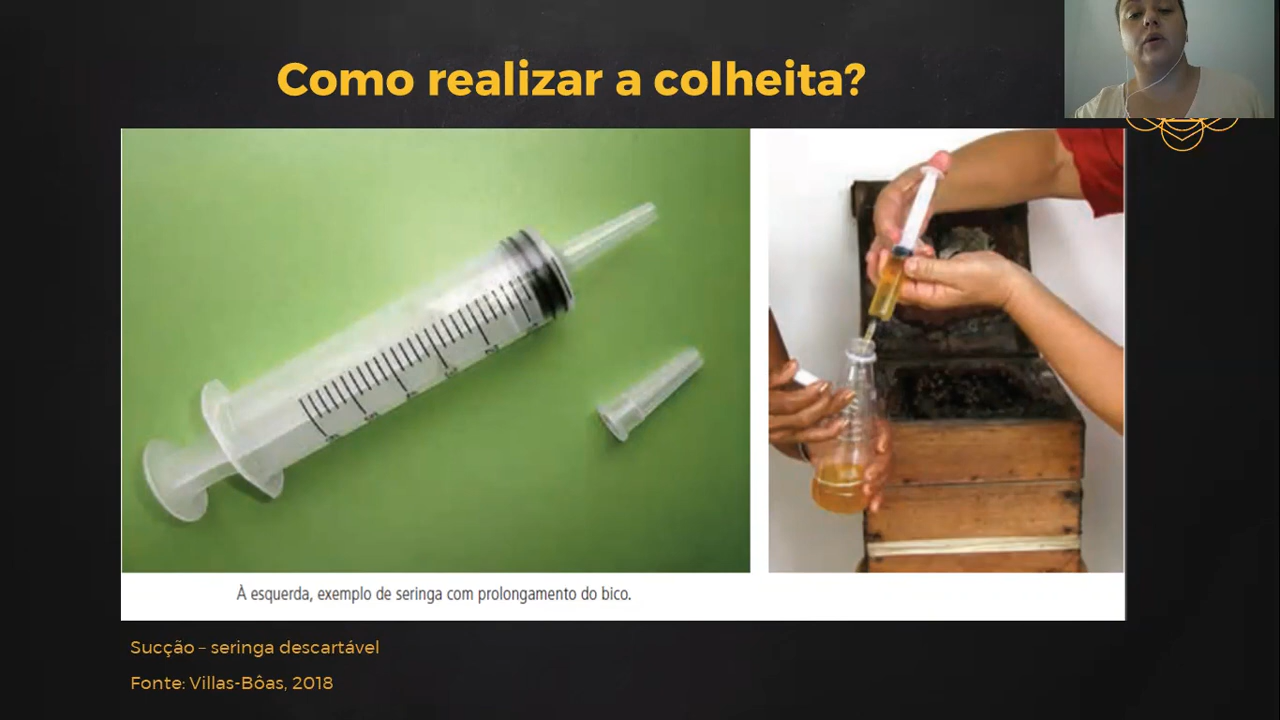 Como realizar a colheita?
À esquerda, exemplo de seringa com prolongamento do bico.
Sucção – seringa descartável
Fonte: Villas-Bôas, 2018